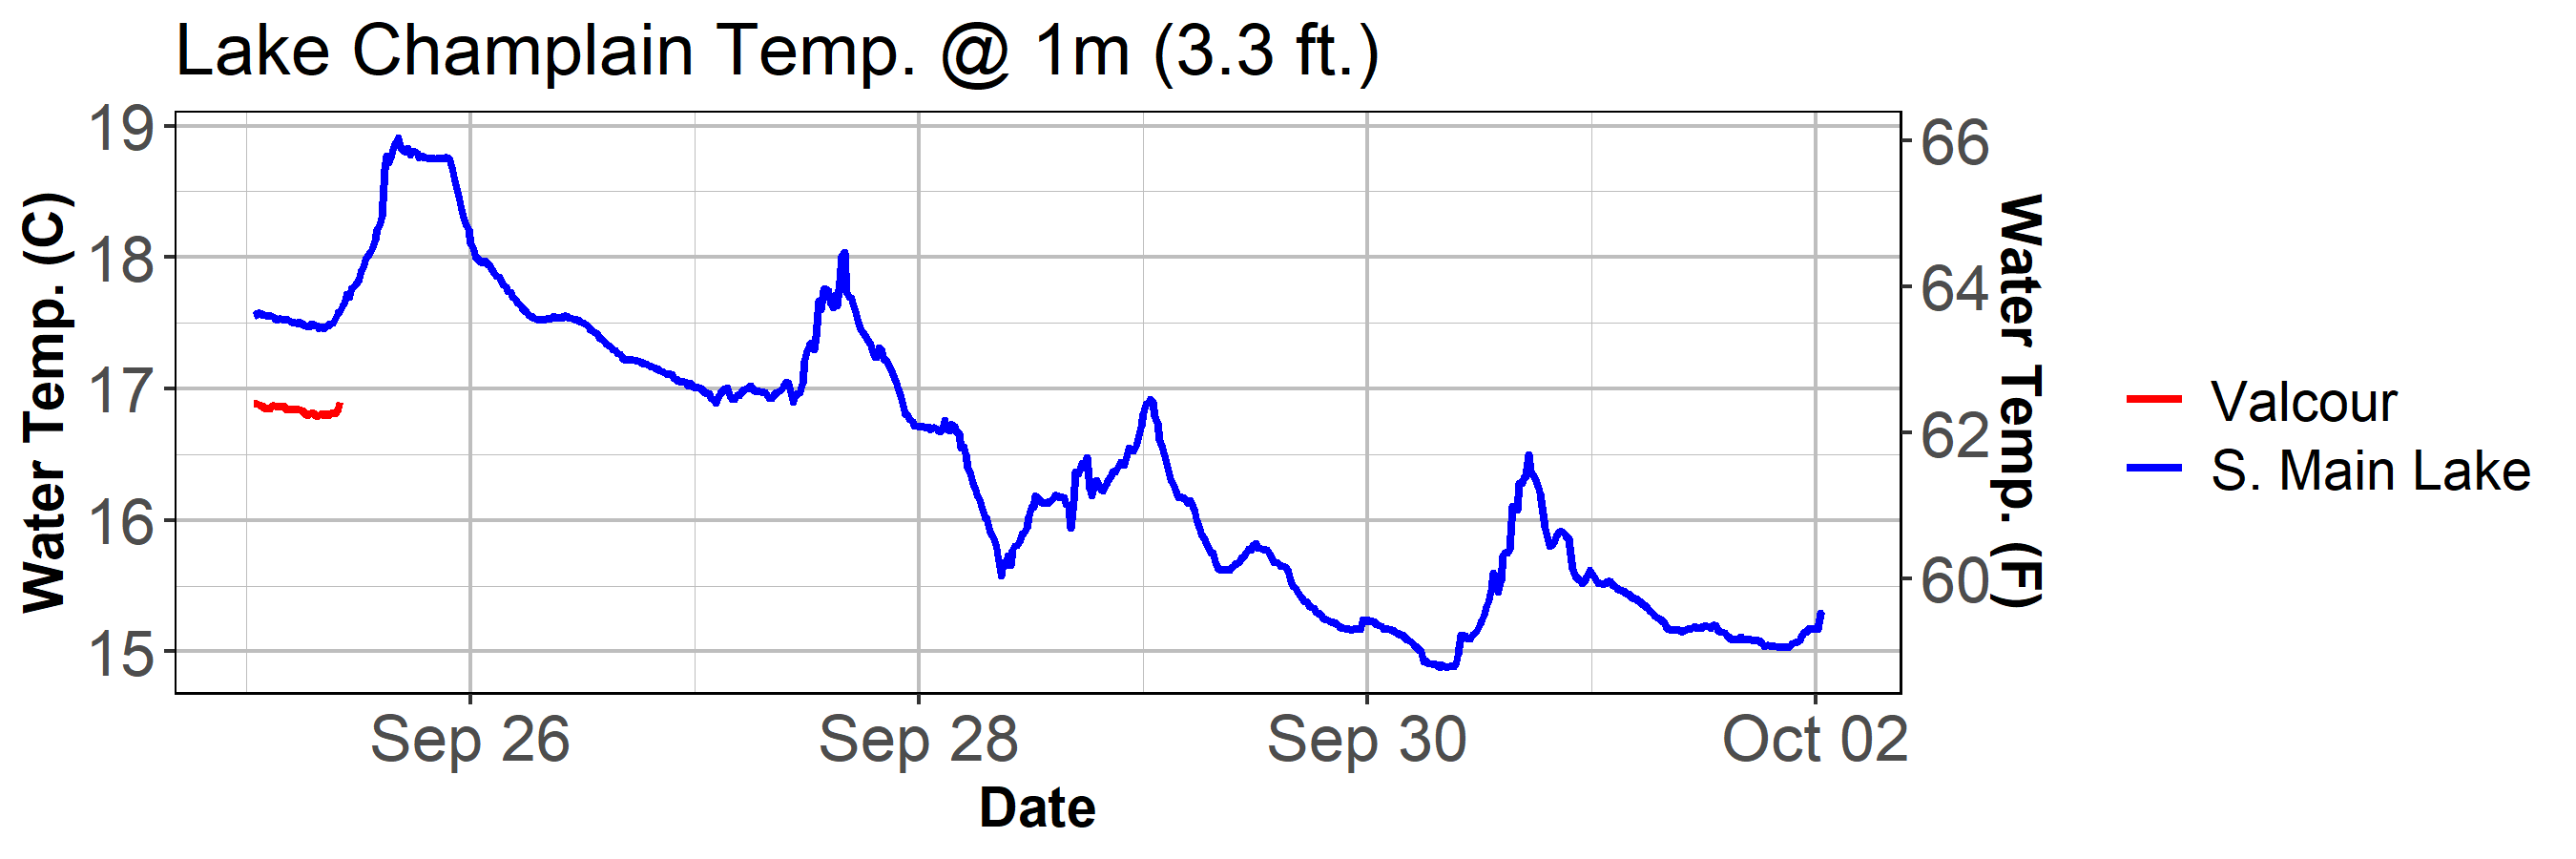 Lake Champlain Temp. @ 1m (3.3 ft.)
Water Temp. (C)
19
18
17
16
15
66
64
62
60
Water Temp. (F)
Sep 26
Sep 28
Sep 30
Oct 02
Date
Valcour
S. Main Lake